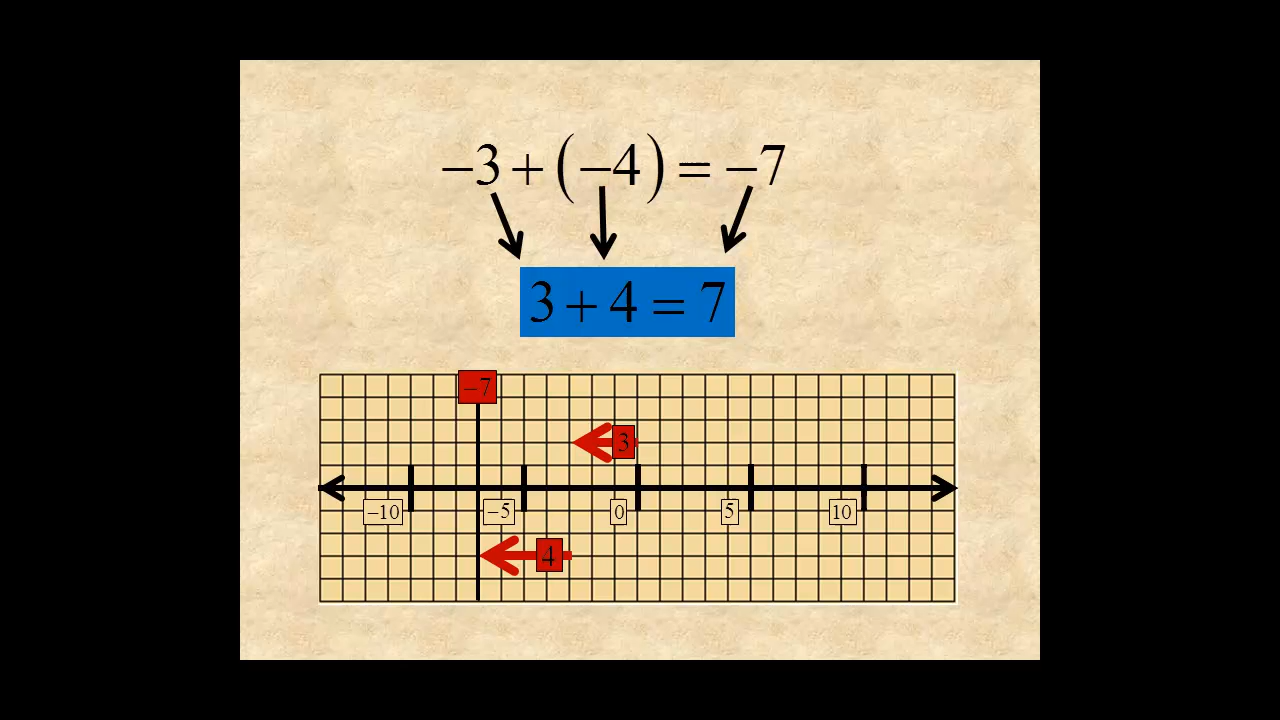 −3 + (−4) = −7
3 + 4 = 7
−7
3
−10 −5 0 5 10
4